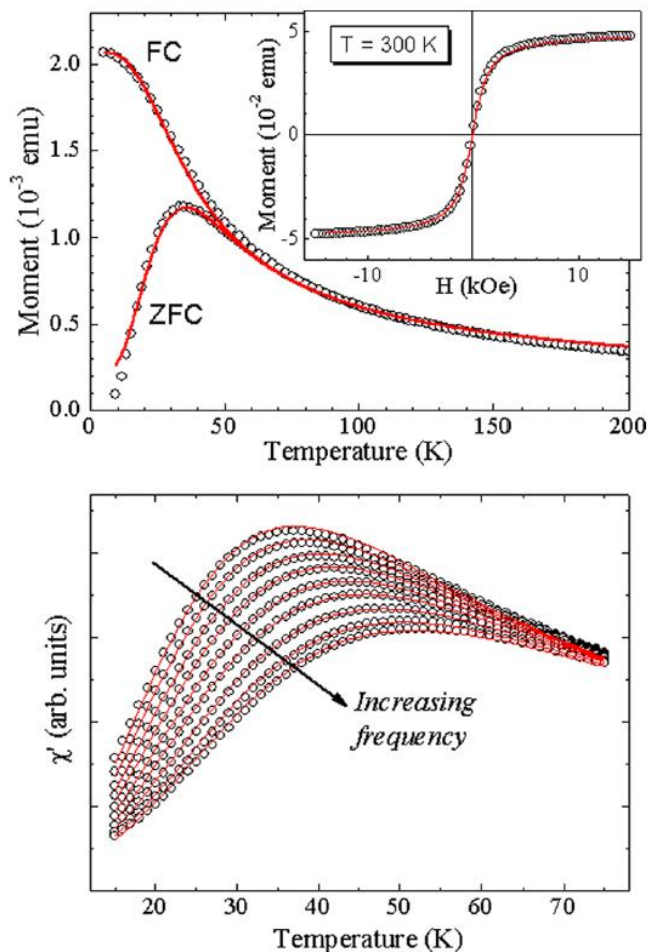 FC
ZFC
Moment (10⁻³ emu)
2.0
1.5
1.0
0.5
0.0
0
50
100
150
200
Temperature (K)
T = 300 K
Moment (10⁻² emu)
5
0
-5
-10
10
H (kOe)
χ' (arb. units)
Increasing
frequency
20
30
40
50
60
70
Temperature (K)